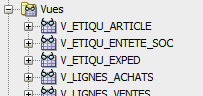 Vues
V_ETIQU_ARTICLE
V_ETIQU_ENTETE_SOC
V_ETIQU_EXPED
V_LIGNES_ACHATS
V_LIGNES_VENTES